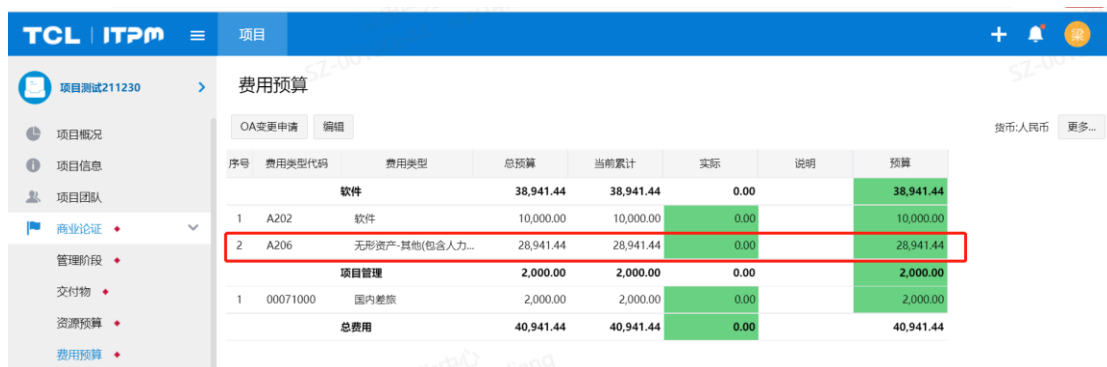 TCL ITPM 项目 梁
项目测试211230
费用预算
OA变更申请 编辑 货币:人民币 更多...
项目概况
项目信息
项目团队
商业论证
管理阶段
交付物
资源预算
费用预算
序号 费用类型代码 费用类型 总预算 当前累计 实际 说明 预算
软件 38,941.44 38,941.44 0.00 38,941.44
1 A202 软件 10,000.00 10,000.00 0.00 10,000.00
2 A206 无形资产-其他(包含人力... 28,941.44 28,941.44 0.00 28,941.44
项目管理 2,000.00 2,000.00 0.00 2,000.00
1 00071000 国内差旅 2,000.00 2,000.00 0.00 2,000.00
总费用 40,941.44 40,941.44 0.00 40,941.44